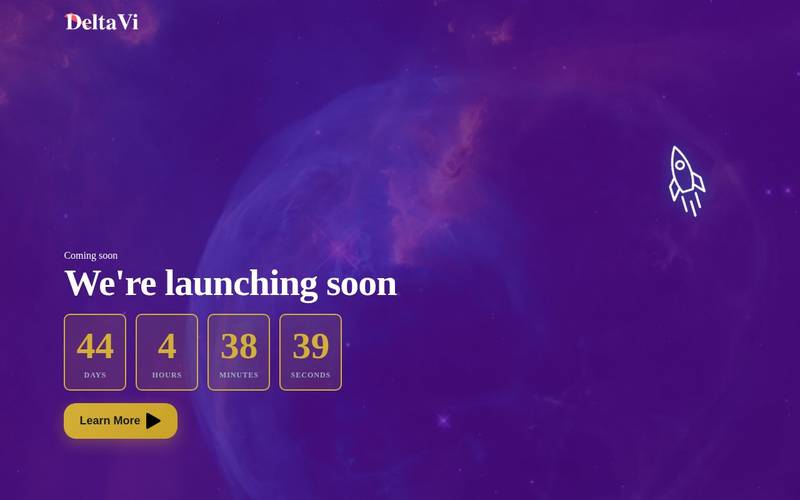 DeltaVi
Coming soon
We're launching soon
44 4 38 39
DAYS HOURS MINUTES SECONDS
Learn More